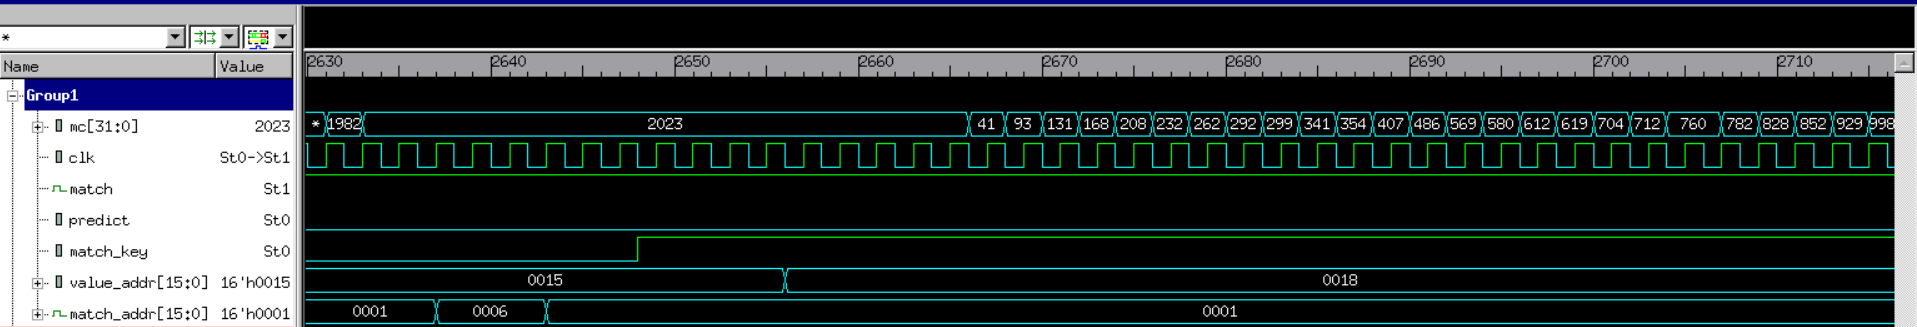 *
Name Value
2630 2640 2650 2660 2670 2680 2690 2700 2710
Group1
mc[31:0] 2023 * 1982 2023 41 93 131 168 208 232 262 292 299 341 354 407 486 569 580 612 619 704 712 760 782 828 852 929 998
clk St0->St1
match St1
predict St0
match_key St0
value_addr[15:0] 16'h0015 0015 0018
match_addr[15:0] 16'h0001 0001 0006 0001